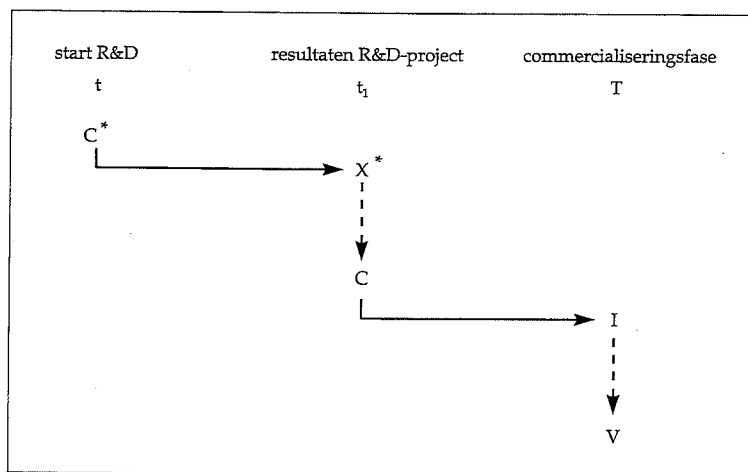 start R&D resultaten R&D-project commercialiseringsfase
t t₁ T
C*
X*
C
I
V